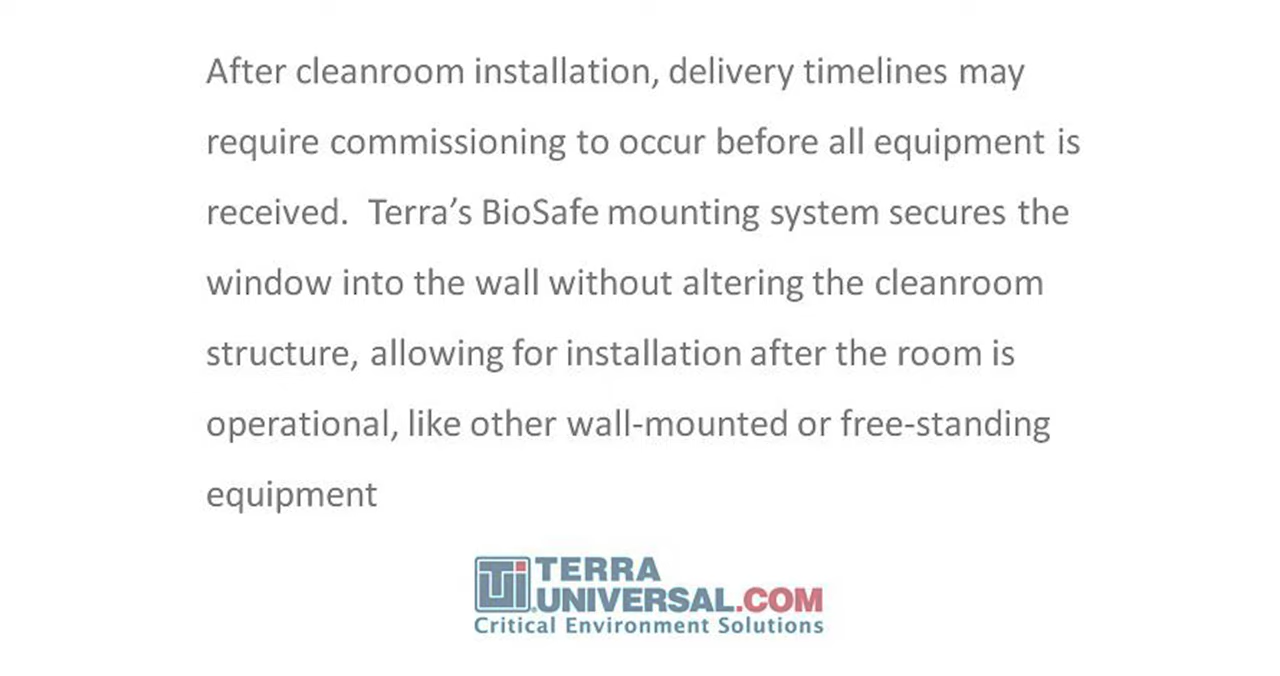 After cleanroom installation, delivery timelines may
require commissioning to occur before all equipment is
received.  Terra’s BioSafe mounting system secures the
window into the wall without altering the cleanroom
structure, allowing for installation after the room is
operational, like other wall-mounted or free-standing
equipment
TUi TERRA
UNIVERSAL.COM
Critical Environment Solutions